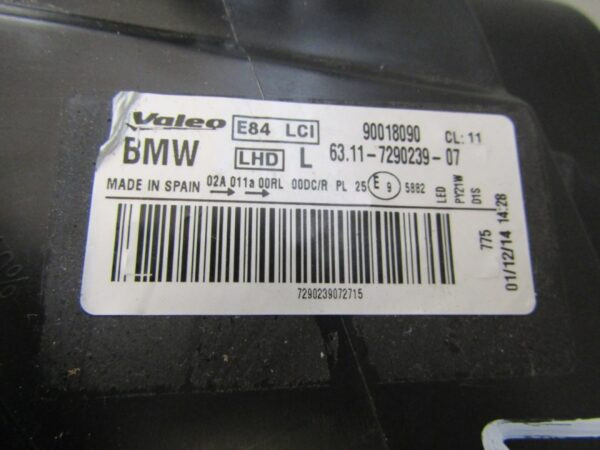 Valeo E84 LCI 90018090 CL: 11
BMW LHD L 63.11-7290239-07
MADE IN SPAIN 02A 011a 00RL 00DC/R PL 25 E 9 5882
LED
PY21W
D1S
7290239072715
775
01/12/14 14:28